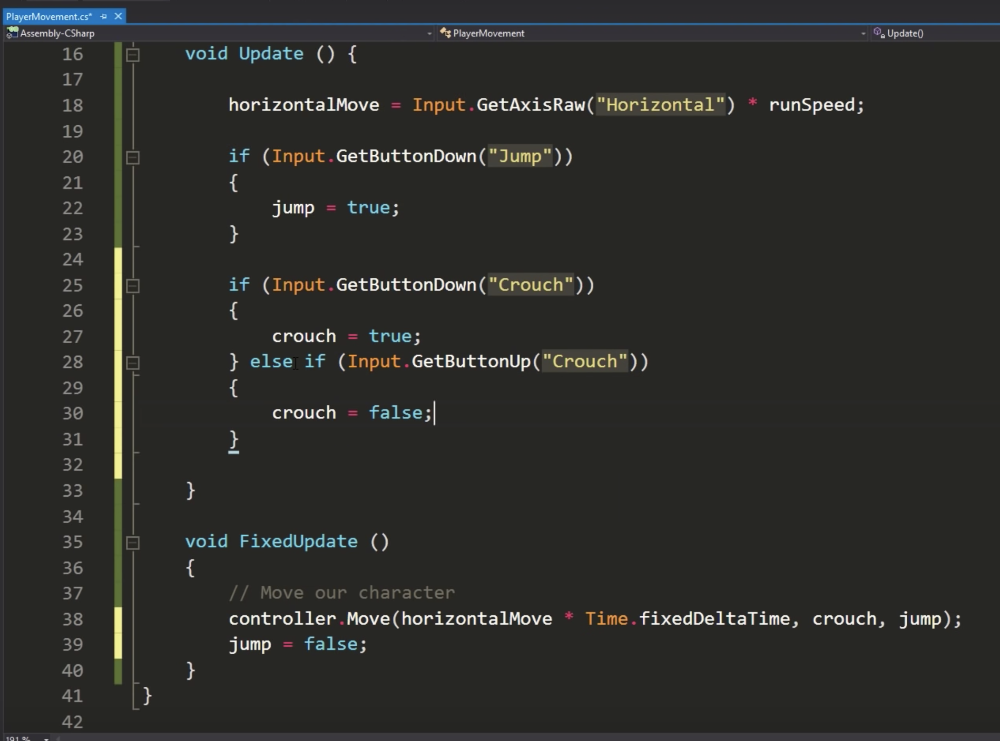 PlayerMovement.cs*
Assembly-CSharp PlayerMovement Update()
16 void Update () {
17
18 horizontalMove = Input.GetAxisRaw("Horizontal") * runSpeed;
19
20 if (Input.GetButtonDown("Jump"))
21 {
22 jump = true;
23 }
24
25 if (Input.GetButtonDown("Crouch"))
26 {
27 crouch = true;
28 } else if (Input.GetButtonUp("Crouch"))
29 {
30 crouch = false;
31 }
32
33 }
34
35 void FixedUpdate ()
36 {
37 // Move our character
38 controller.Move(horizontalMove * Time.fixedDeltaTime, crouch, jump);
39 jump = false;
40 }
41 }
42
191 %